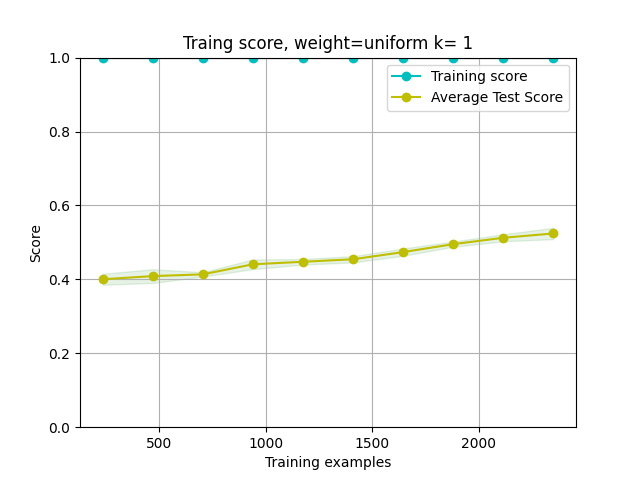 Traing score, weight=uniform k= 1
Training score
Average Test Score
Score
1.0
0.8
0.6
0.4
0.2
0.0
500
1000
1500
2000
Training examples